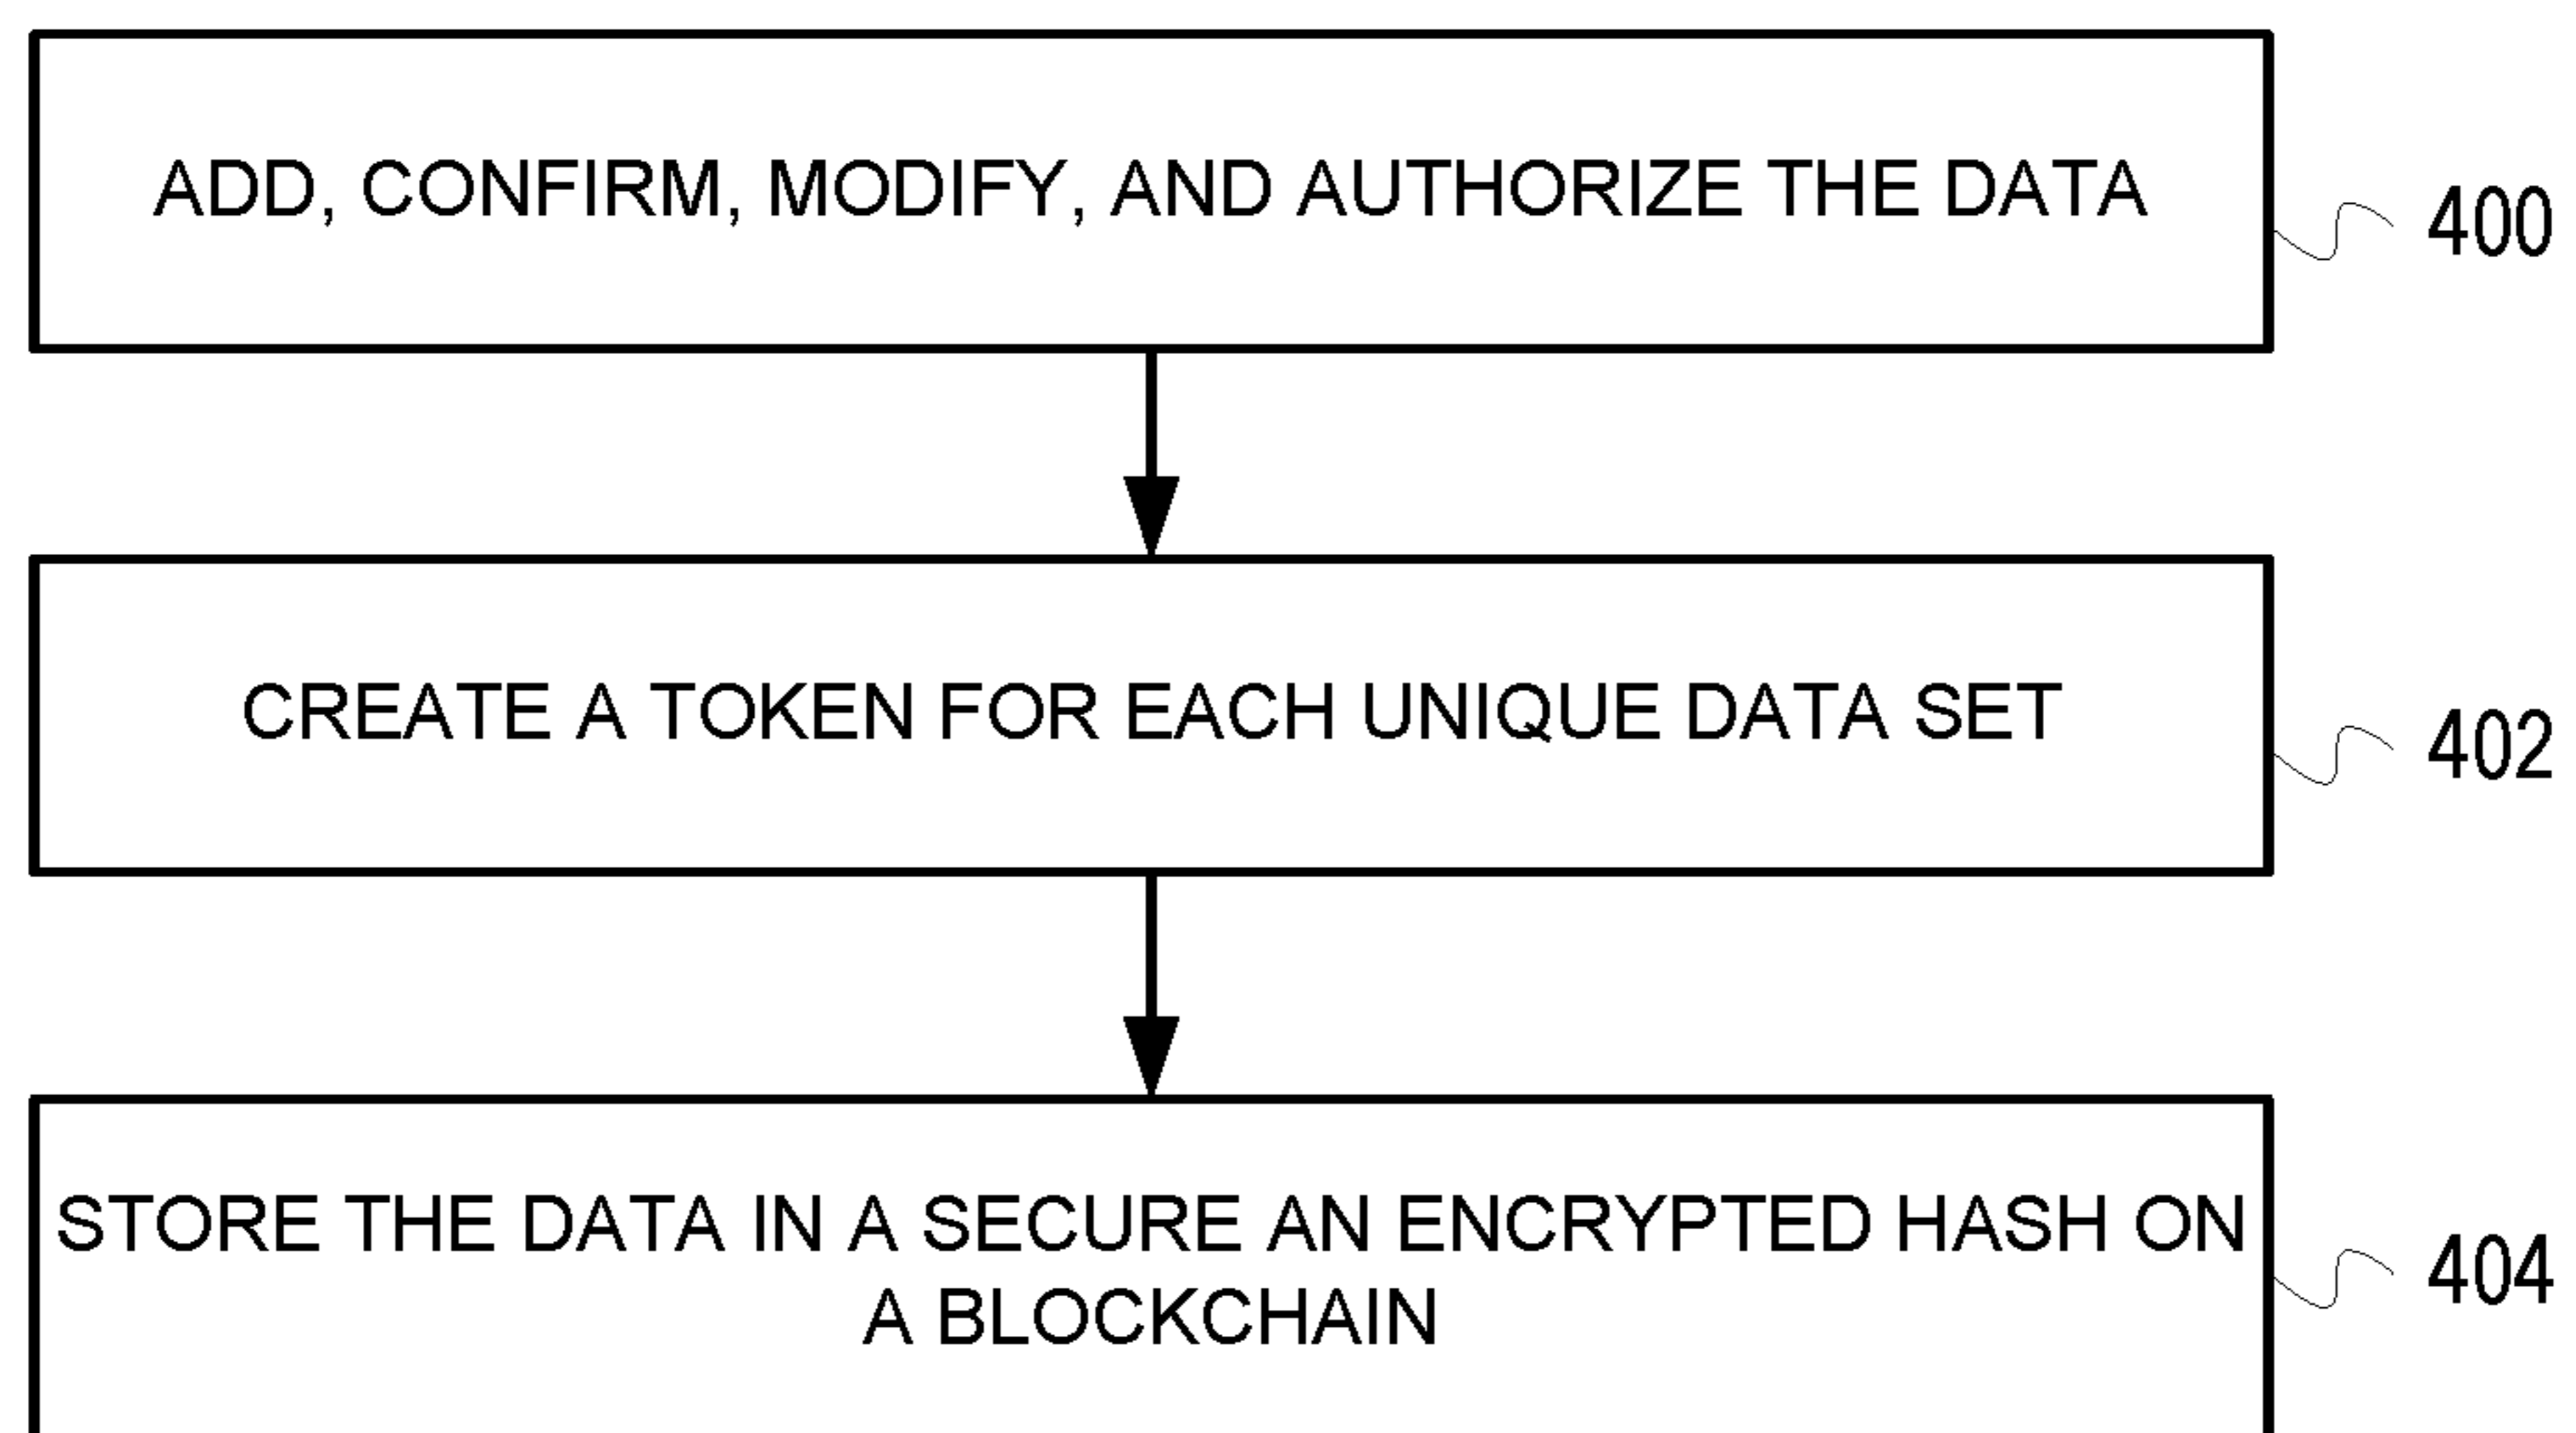 ADD, CONFIRM, MODIFY, AND AUTHORIZE THE DATA
400
CREATE A TOKEN FOR EACH UNIQUE DATA SET
402
STORE THE DATA IN A SECURE AN ENCRYPTED HASH ON
A BLOCKCHAIN
404